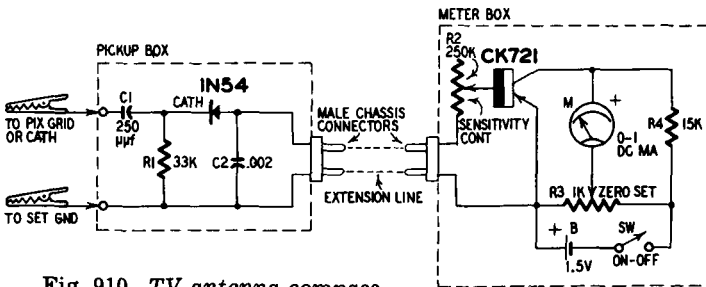 METER BOX
PICKUP BOX
R2
250K
CK721
1N54
CATH
C1
250
μμf
TO PIX GRID
OR CATH
R1
33K
C2
.002
MALE CHASSIS
CONNECTORS
EXTENSION LINE
SENSITIVITY
CONT
M
+
0-1
DC MA
R4
15K
R3 1K ZERO SET
TO SET GND
+
B
1.5V
SW
ON-OFF
Fig. 910. TV antenna compass